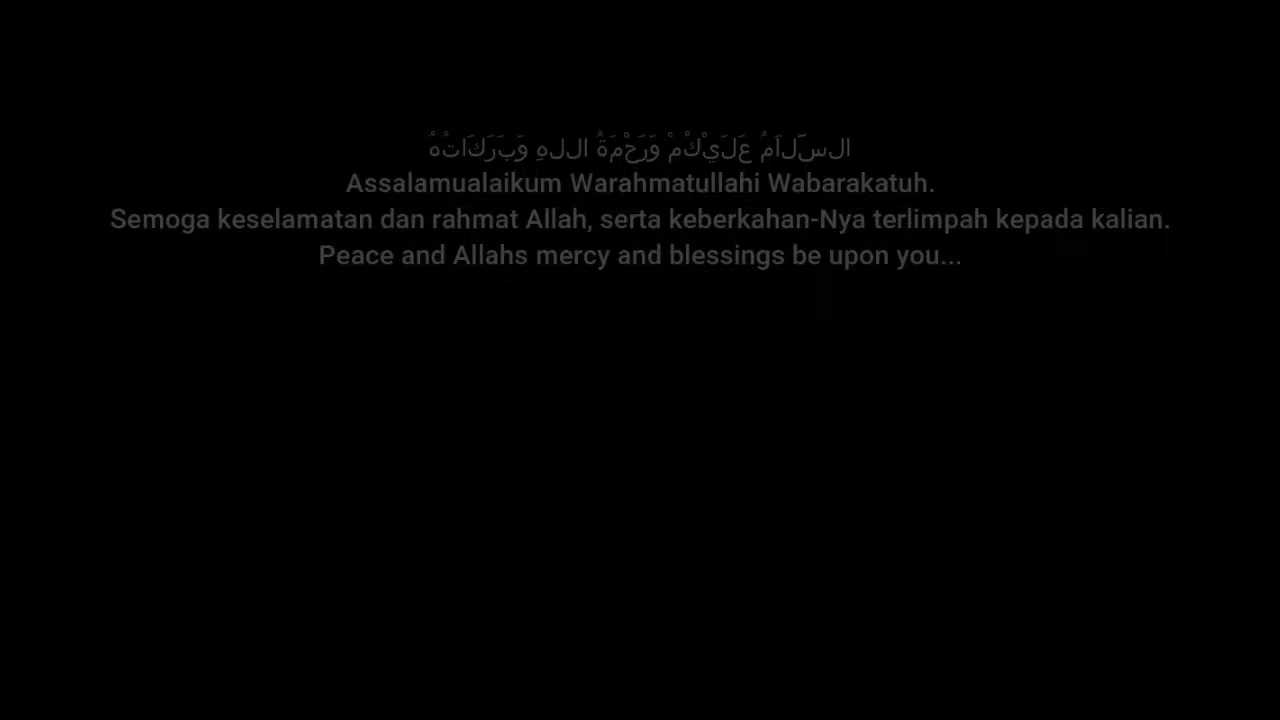 السَّلَامُ عَلَيْكُمْ وَرَحْمَةُ اللهِ وَبَرَكَاتُهُ
Assalamualaikum Warahmatullahi Wabarakatuh.
Semoga keselamatan dan rahmat Allah, serta keberkahan-Nya terlimpah kepada kalian.
Peace and Allahs mercy and blessings be upon you...